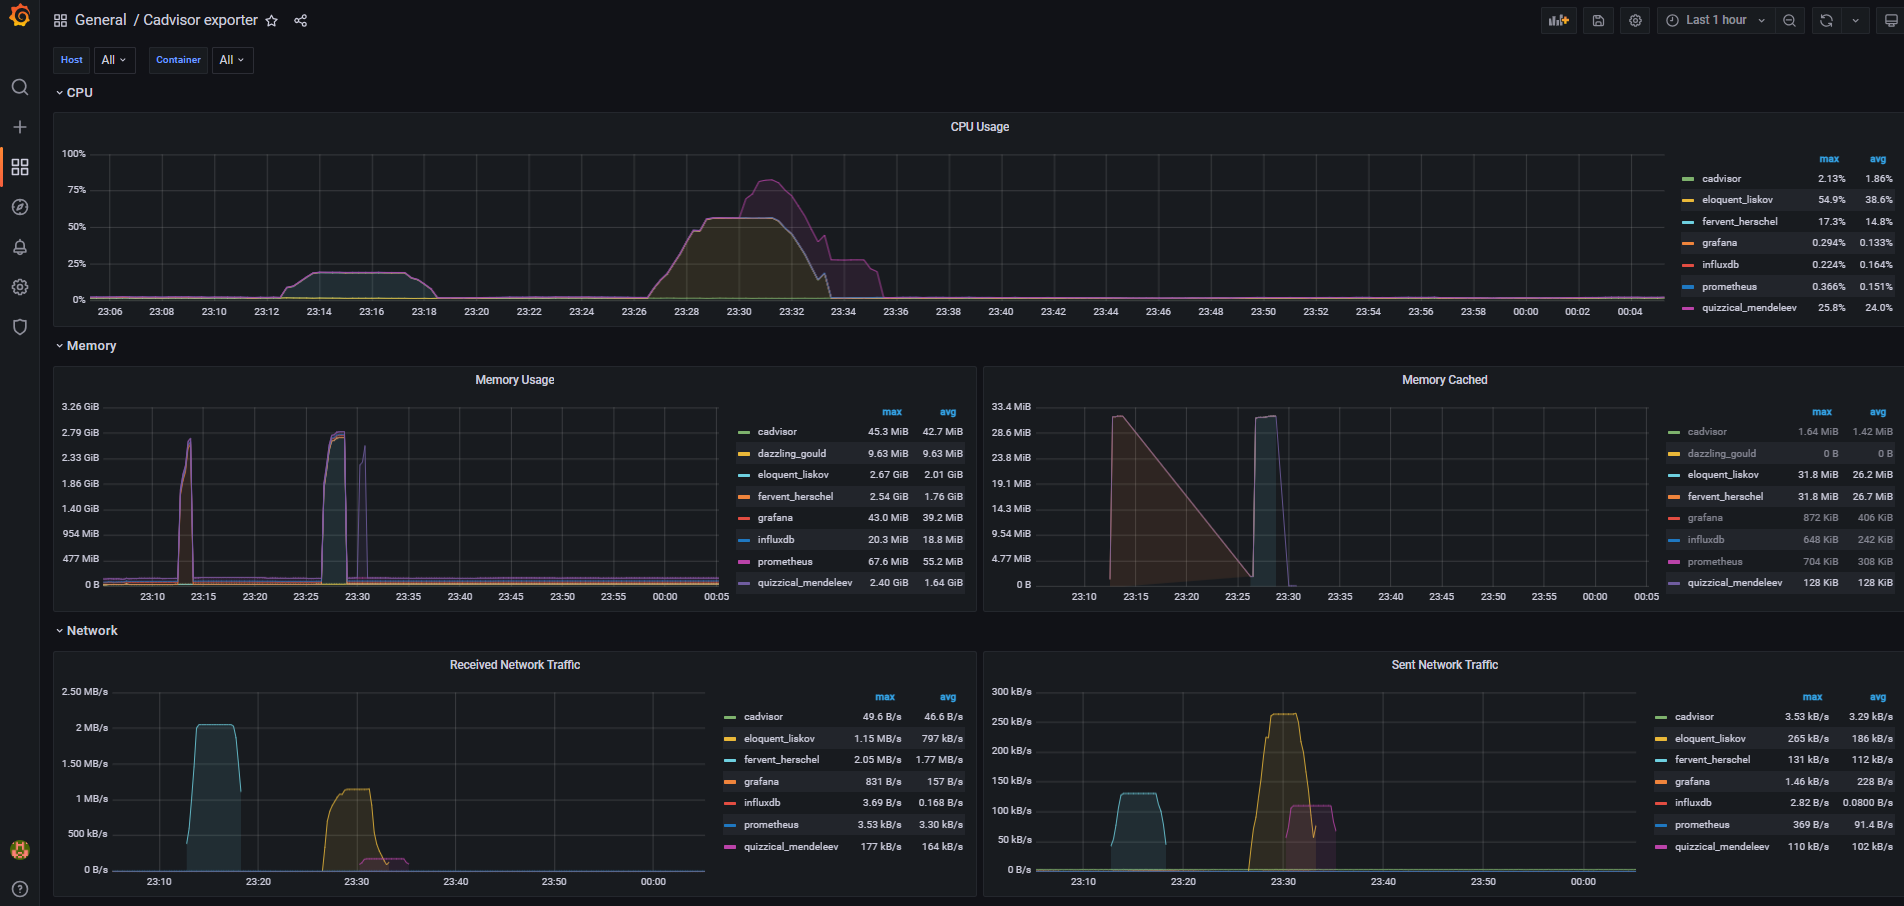 General / Cadvisor exporter
Last 1 hour
Host All Container All
CPU
CPU Usage
100%
75%
50%
25%
0%
23:06 23:08 23:10 23:12 23:14 23:16 23:18 23:20 23:22 23:24 23:26 23:28 23:30 23:32 23:34 23:36 23:38 23:40 23:42 23:44 23:46 23:48 23:50 23:52 23:54 23:56 23:58 00:00 00:02 00:04
max avg
cadvisor 2.13% 1.86%
eloquent_liskov 54.9% 38.6%
fervent_herschel 17.3% 14.8%
grafana 0.294% 0.133%
influxdb 0.224% 0.164%
prometheus 0.366% 0.151%
quizzical_mendeleev 25.8% 24.0%
Memory
Memory Usage
3.26 GiB
2.79 GiB
2.33 GiB
1.86 GiB
1.40 GiB
954 MiB
477 MiB
0 B
23:10 23:15 23:20 23:25 23:30 23:35 23:40 23:45 23:50 23:55 00:00 00:05
max avg
cadvisor 45.3 MiB 42.7 MiB
dazzling_gould 9.63 MiB 9.63 MiB
eloquent_liskov 2.67 GiB 2.01 GiB
fervent_herschel 2.54 GiB 1.76 GiB
grafana 43.0 MiB 39.2 MiB
influxdb 20.3 MiB 18.8 MiB
prometheus 67.6 MiB 55.2 MiB
quizzical_mendeleev 2.40 GiB 1.64 GiB
Memory Cached
33.4 MiB
28.6 MiB
23.8 MiB
19.1 MiB
14.3 MiB
9.54 MiB
4.77 MiB
0 B
23:10 23:15 23:20 23:25 23:30 23:35 23:40 23:45 23:50 23:55 00:00 00:05
max avg
cadvisor 1.64 MiB 1.42 MiB
dazzling_gould 0 B 0 B
eloquent_liskov 31.8 MiB 26.2 MiB
fervent_herschel 31.8 MiB 26.7 MiB
grafana 872 KiB 406 KiB
influxdb 648 KiB 242 KiB
prometheus 704 KiB 308 KiB
quizzical_mendeleev 128 KiB 128 KiB
Network
Received Network Traffic
2.50 MB/s
2 MB/s
1.50 MB/s
1 MB/s
500 kB/s
0 B/s
23:10 23:20 23:30 23:40 23:50 00:00
max avg
cadvisor 49.6 B/s 46.6 B/s
eloquent_liskov 1.15 MB/s 797 kB/s
fervent_herschel 2.05 MB/s 1.77 MB/s
grafana 831 B/s 157 B/s
influxdb 3.69 B/s 0.168 B/s
prometheus 3.53 kB/s 3.30 kB/s
quizzical_mendeleev 177 kB/s 164 kB/s
Sent Network Traffic
300 kB/s
250 kB/s
200 kB/s
150 kB/s
100 kB/s
50 kB/s
0 B/s
23:10 23:20 23:30 23:40 23:50 00:00
max avg
cadvisor 3.53 kB/s 3.29 kB/s
eloquent_liskov 265 kB/s 186 kB/s
fervent_herschel 131 kB/s 112 kB/s
grafana 1.46 kB/s 228 B/s
influxdb 2.82 B/s 0.0800 B/s
prometheus 369 B/s 91.4 B/s
quizzical_mendeleev 110 kB/s 102 kB/s